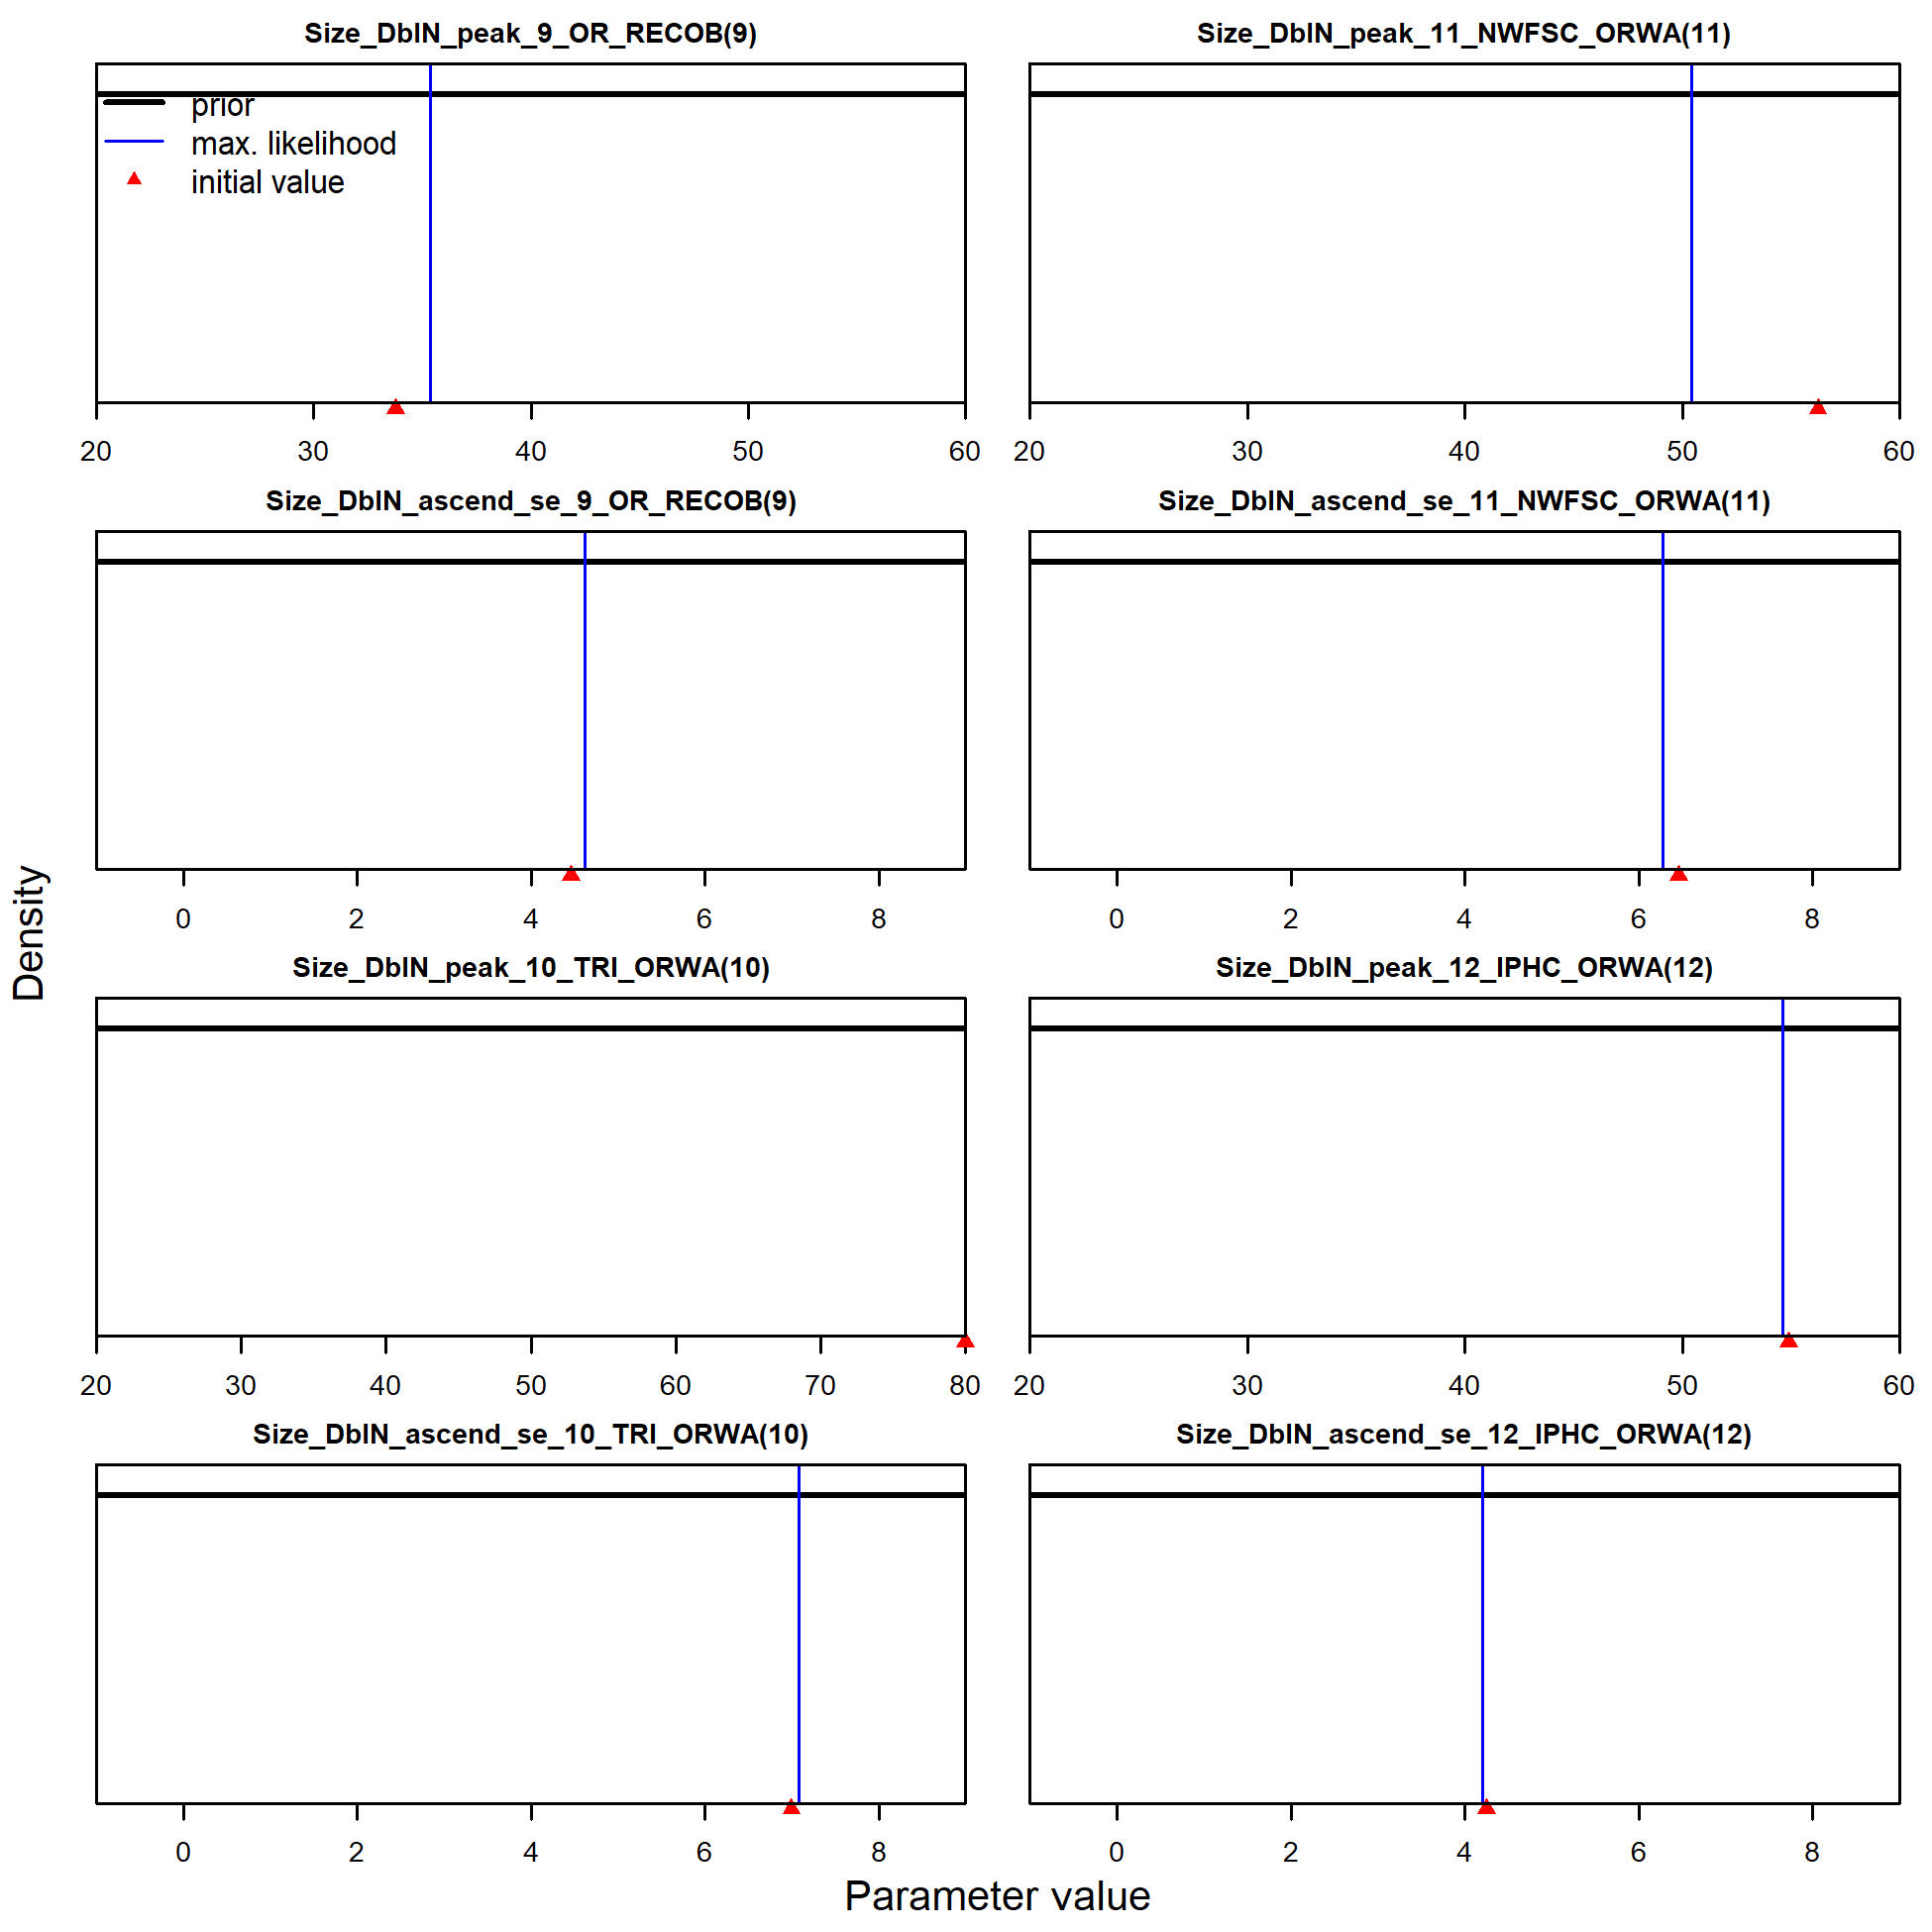 Size_DblN_peak_9_OR_RECOB(9)
Size_DblN_peak_11_NWFSC_ORWA(11)
prior
max. likelihood
initial value
20 30 40 50 60
20 30 40 50 60
Size_DblN_ascend_se_9_OR_RECOB(9)
Size_DblN_ascend_se_11_NWFSC_ORWA(11)
0 2 4 6 8
0 2 4 6 8
Density
Size_DblN_peak_10_TRI_ORWA(10)
Size_DblN_peak_12_IPHC_ORWA(12)
20 30 40 50 60 70 80
20 30 40 50 60
Size_DblN_ascend_se_10_TRI_ORWA(10)
Size_DblN_ascend_se_12_IPHC_ORWA(12)
0 2 4 6 8
0 2 4 6 8
Parameter value